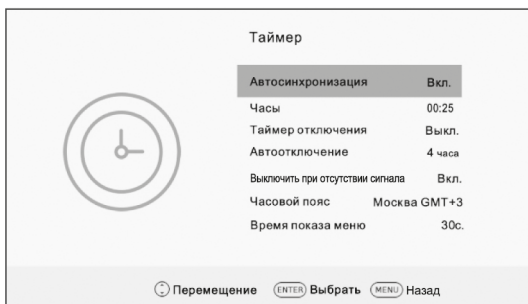 Таймер
Автосинхронизация Вкл.
Часы 00:25
Таймер отключения Выкл.
Автоотключение 4 часа
Выключить при отсутствии сигнала Вкл.
Часовой пояс Москва GMT+3
Время показа меню 30с.
Перемещение ENTER Выбрать MENU Назад